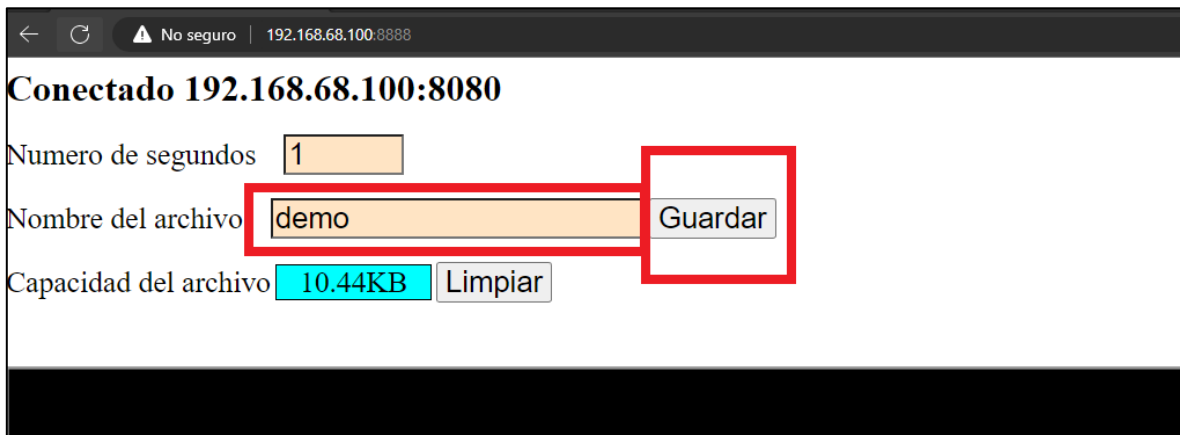 No seguro | 192.168.68.100:8888
Conectado 192.168.68.100:8080
Numero de segundos 1
Nombre del archivo demo Guardar
Capacidad del archivo 10.44KB Limpiar